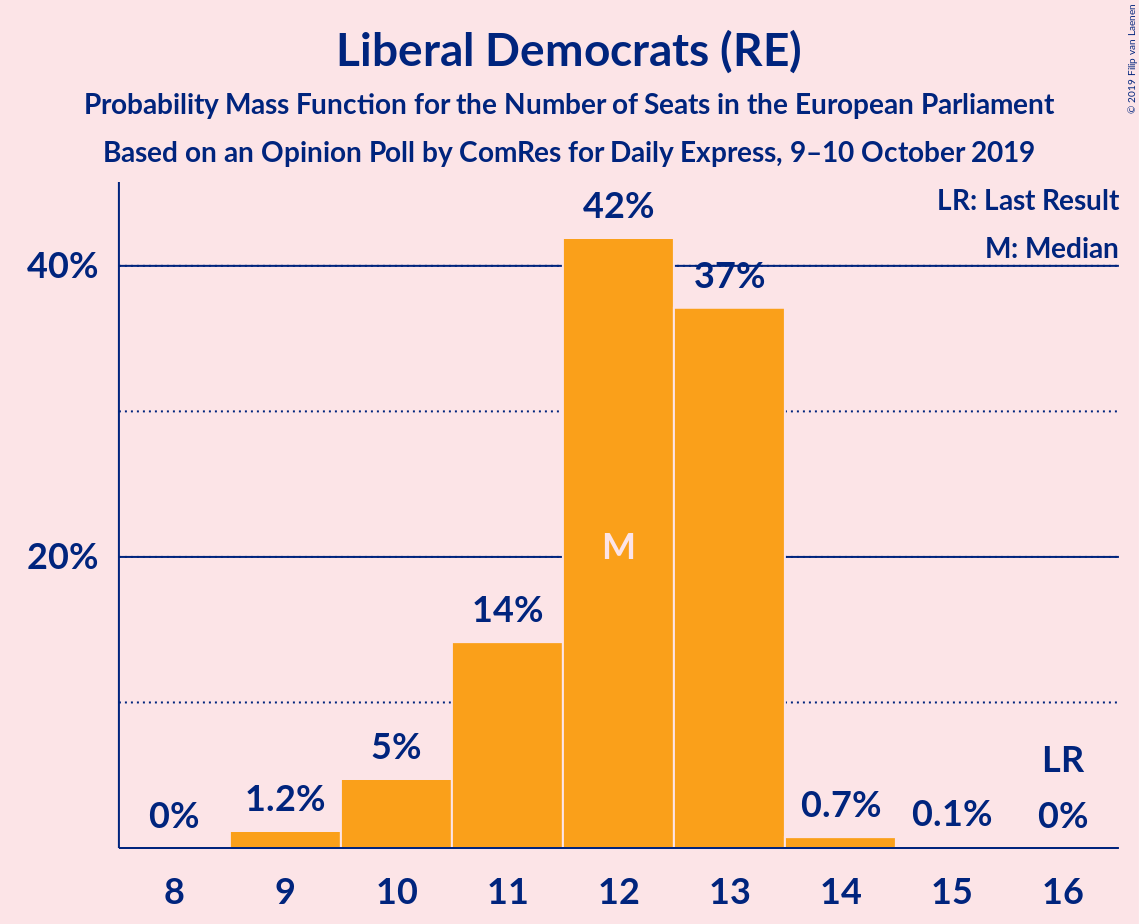 Liberal Democrats (RE)
Probability Mass Function for the Number of Seats in the European Parliament
Based on an Opinion Poll by ComRes for Daily Express, 9–10 October 2019
© 2019 Filip van Laenen
LR: Last Result
M: Median
40%
20%
0%
1.2%
5%
14%
42%
M
37%
0.7%
0.1%
LR
0%
8 9 10 11 12 13 14 15 16